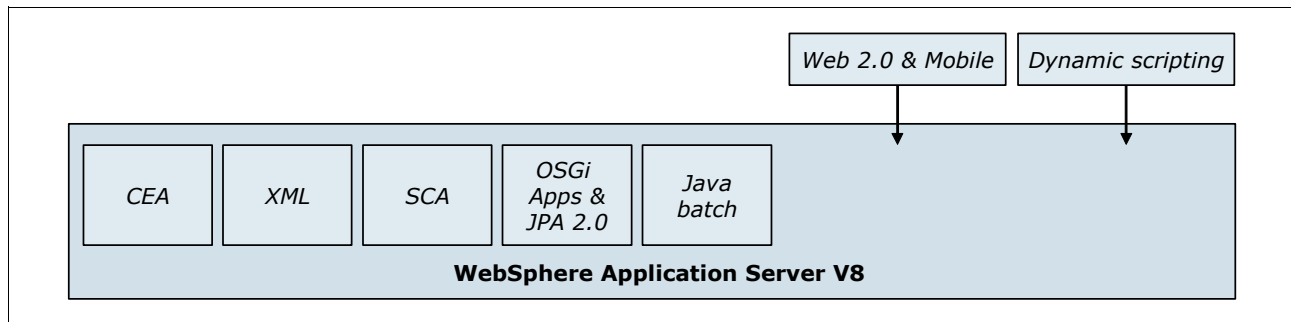 Web 2.0 & Mobile
Dynamic scripting
CEA
XML
SCA
OSGi
Apps &
JPA 2.0
Java
batch
WebSphere Application Server V8